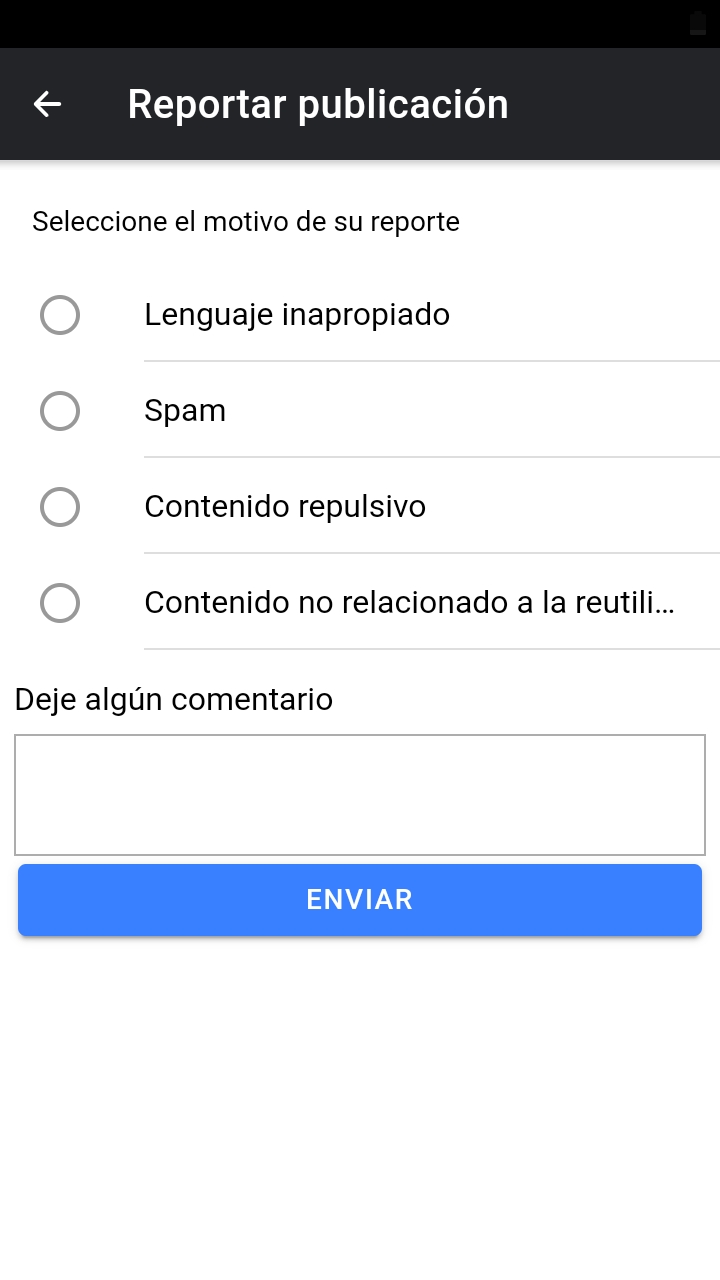 Reportar publicación
Seleccione el motivo de su reporte
Lenguaje inapropiado
Spam
Contenido repulsivo
Contenido no relacionado a la reutili...
Deje algún comentario
ENVIAR